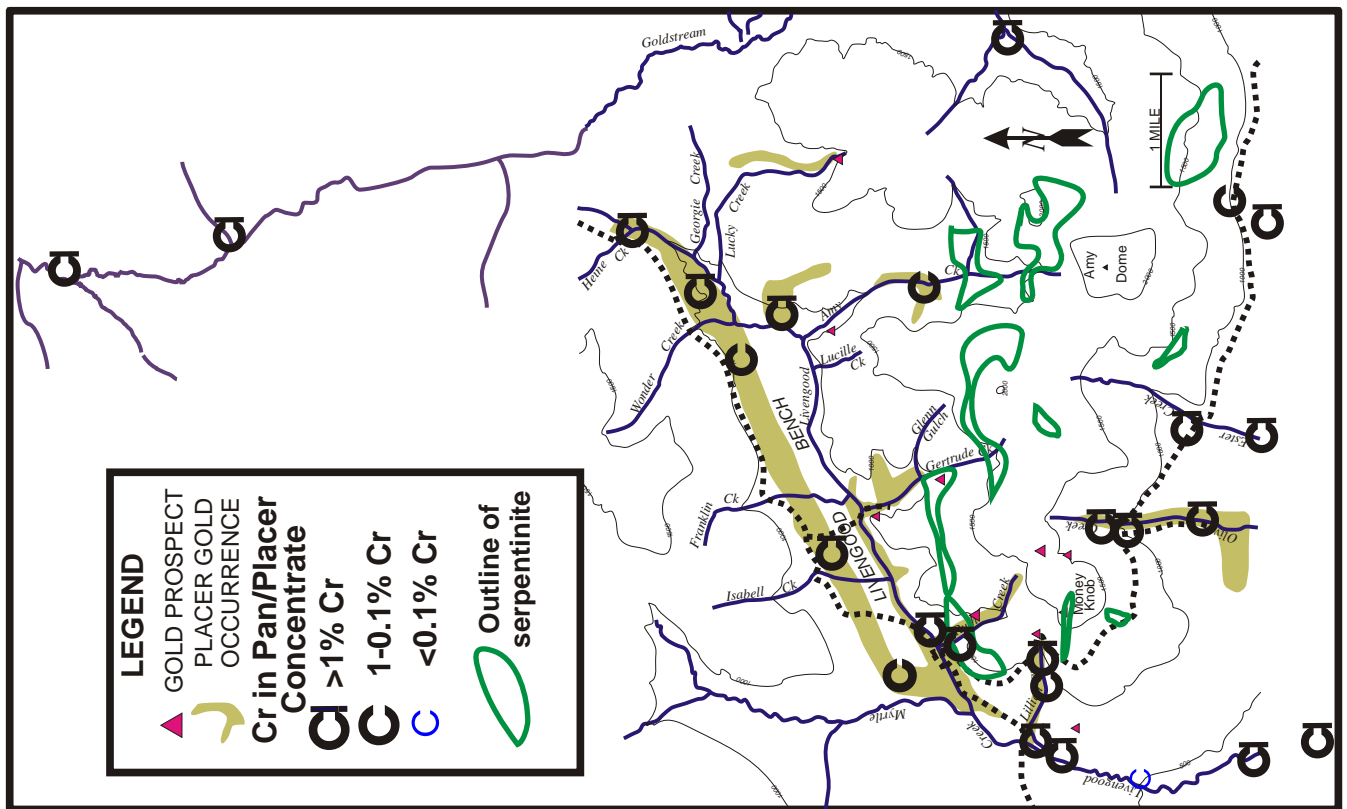 LEGEND
GOLD PROSPECT
PLACER GOLD
OCCURRENCE
Cr in Pan/Placer
Concentrate
>1% Cr
1-0.1% Cr
<0.1% Cr
Outline of
serpentinite
Goldstream
Georgie Creek
Lucky Creek
Heine
Ck
Wonder Creek
Amy
Ck
Lucille
Ck
Livengood
LIVENGOOD
BENCH
Glenn
Gulch
Gertrude Ck
Franklin Ck
Isabell Ck
Creek
Myrtle
Creek
Livengood
Money
Knob
Amy
Dome
N
1 MILE
Creek
Ester
Creek